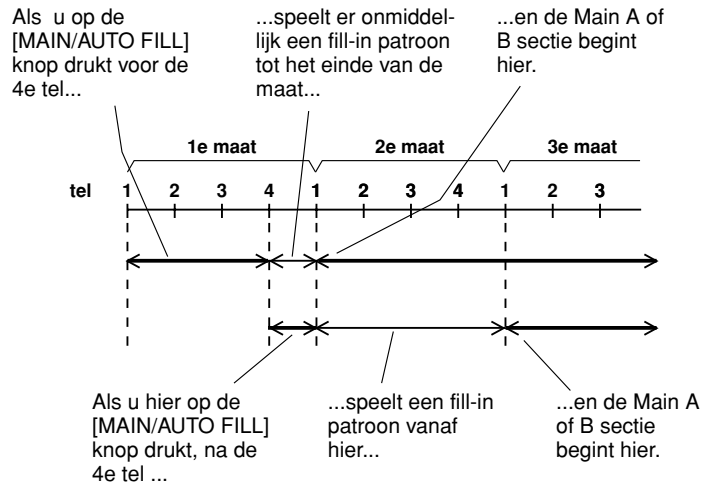 Als u op de
[MAIN/AUTO FILL]
knop drukt voor de
4e tel...
...speelt er onmiddel-
lijk een fill-in patroon
tot het einde van de
maat...
...en de Main A of
B sectie begint
hier.
1e maat 2e maat 3e maat
tel 1 2 3 4 1 2 3 4 1 2 3
Als u hier op de
[MAIN/AUTO FILL]
knop drukt, na de
4e tel ...
...speelt een fill-in
patroon vanaf
hier...
...en de Main A
of B sectie
begint hier.